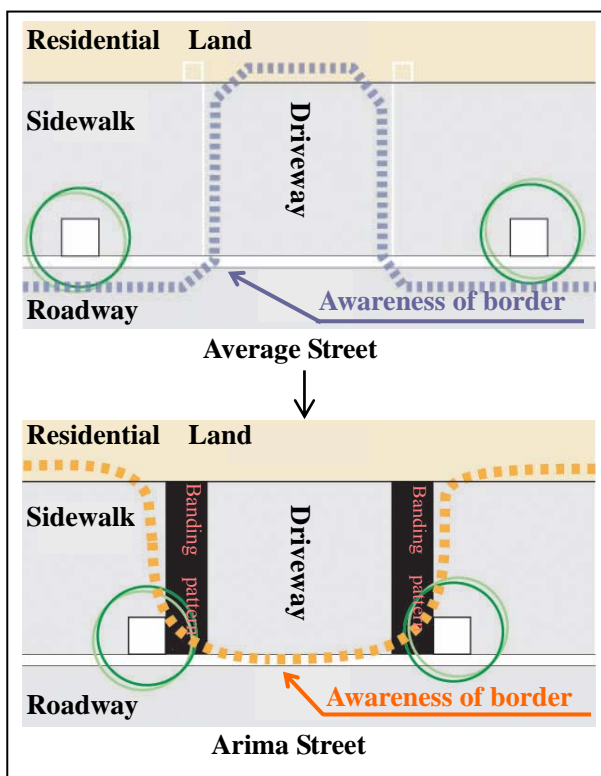 Residential Land
Sidewalk
Driveway
Awareness of border
Roadway
Average Street
Residential Land
Sidewalk
Banding pattern
Driveway
Banding pattern
Roadway
Awareness of border
Arima Street